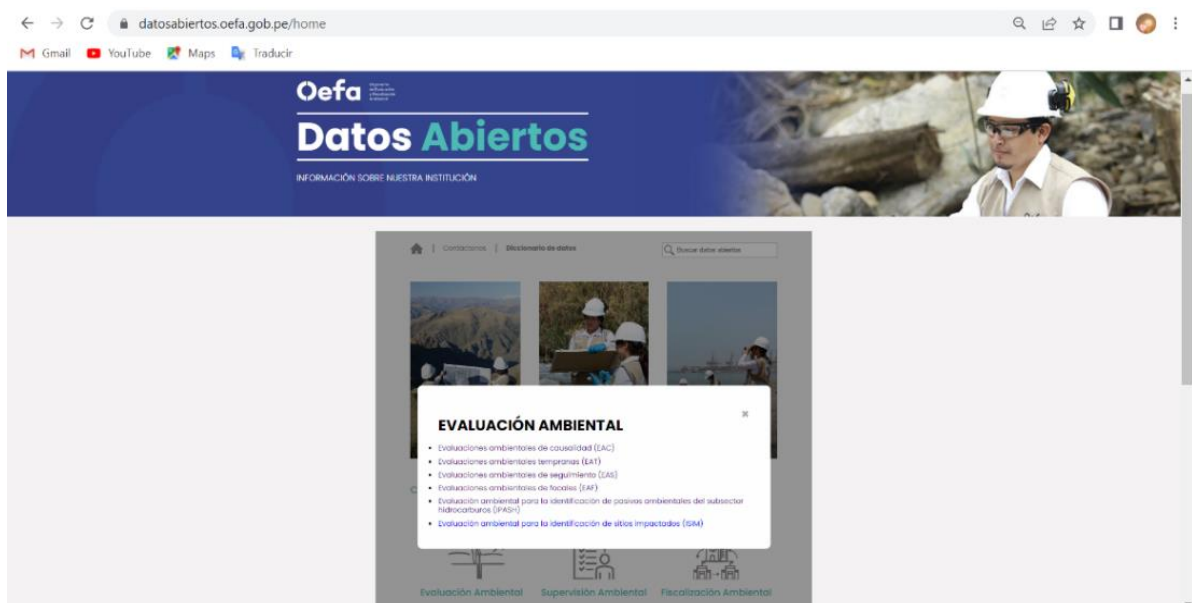 datosabiertos.oefa.gob.pe/home
Gmail YouTube Maps Traducir
Oefa
Datos Abiertos
INFORMACIÓN SOBRE NUESTRA INSTITUCIÓN
| Contáctanos | Diccionario de datos Buscar datos abiertos
EVALUACIÓN AMBIENTAL
• Evaluaciones ambientales de causalidad (EAC)
• Evaluaciones ambientales tempranas (EAT)
• Evaluaciones ambientales de seguimiento (EAS)
• Evaluaciones ambientales de focales (EAF)
• Evaluación ambiental para la identificación de pasivos ambientales del subsector
hidrocarburos (IPASH)
• Evaluación ambiental para la identificación de sitios impactados (ISIM)
Evaluación Ambiental Supervisión Ambiental Fiscalización Ambiental